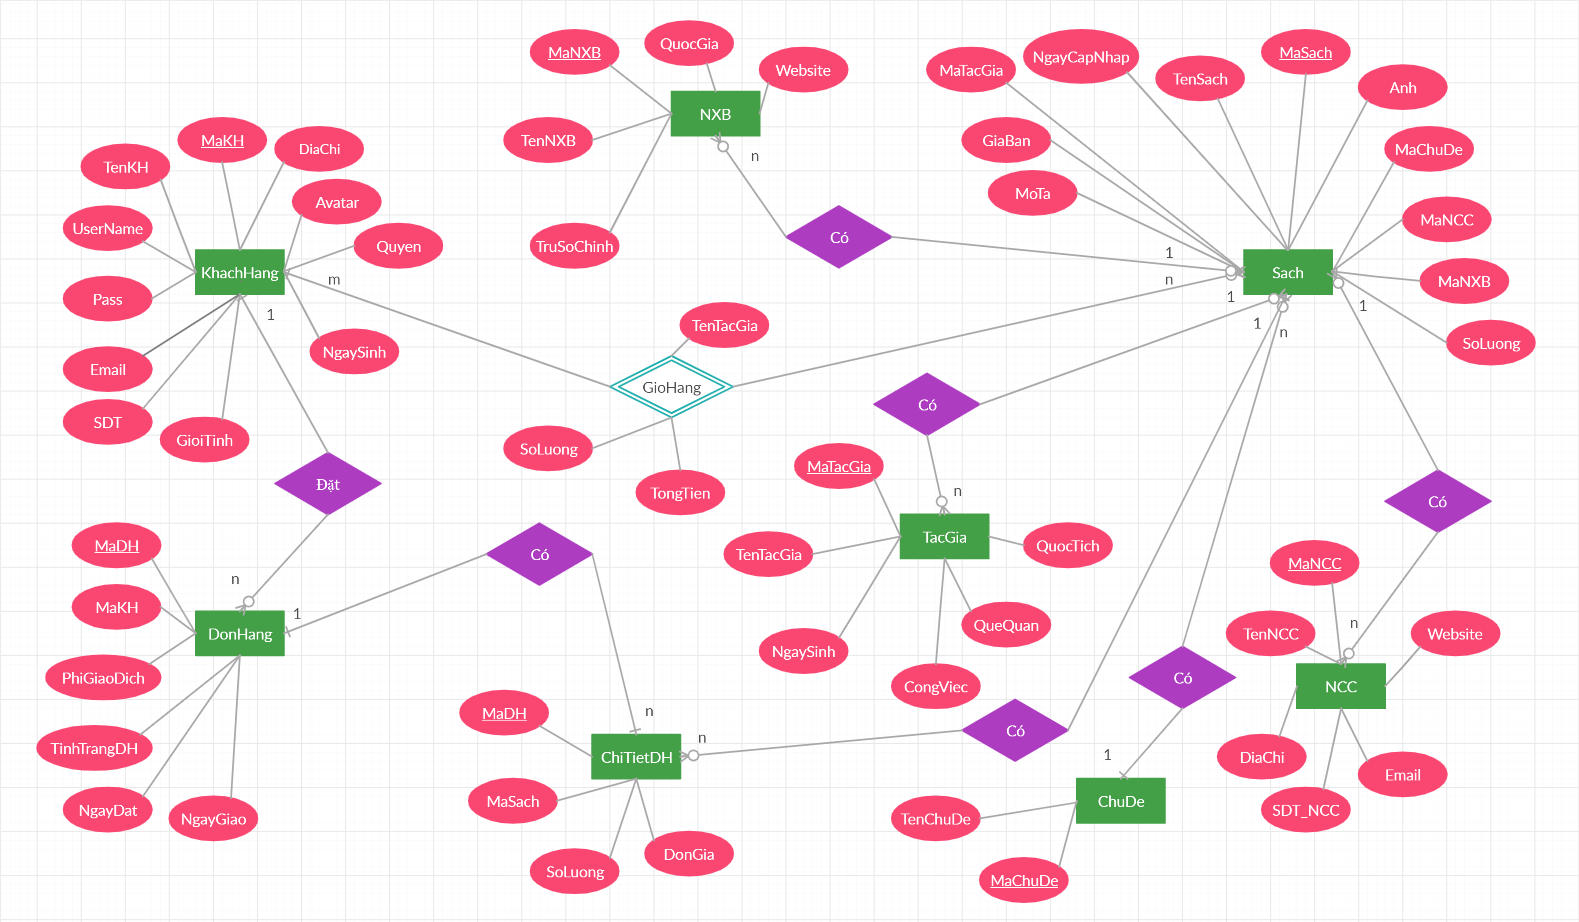 QuocGia
MaNXB
Website
NXB
TenNXB
n
TruSoChinh
Có
MaSach
NgayCapNhap
MaTacGia
TenSach
Anh
GiaBan
MaChuDe
MoTa
MaNCC
1
Sach
n
MaNXB
1
1
1
n
SoLuong
MaKH
DiaChi
TenKH
Avatar
UserName
Quyen
KhachHang
m
Pass
1
NgaySinh
Email
SDT
GioiTinh
TenTacGia
GioHang
SoLuong
TongTien
Có
MaTacGia
n
TenTacGia
TacGia
QuocTich
QueQuan
NgaySinh
CongViec
Đặt
n
MaDH
MaKH
1
DonHang
PhiGiaoDich
TinhTrangDH
NgayDat
NgayGiao
Có
n
n
MaDH
ChiTietDH
MaSach
SoLuong
DonGia
Có
Có
1
ChuDe
TenChuDe
MaChuDe
Có
MaNCC
n
TenNCC
Website
NCC
DiaChi
Email
SDT_NCC